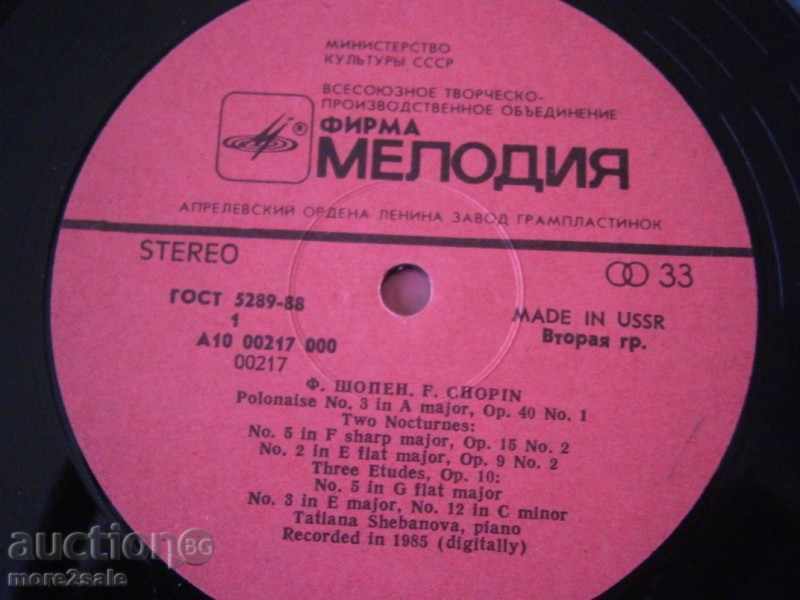 МИНИСТЕРСТВО
КУЛЬТУРЫ СССР
ВСЕСОЮЗНОЕ ТВОРЧЕСКО-
ПРОИЗВОДСТВЕННОЕ ОБЪЕДИНЕНИЕ
®
ФИРМА
МЕЛОДИЯ
АПРЕЛЕВСКИЙ ОРДЕНА ЛЕНИНА ЗАВОД ГРАМПЛАСТИНОК
STEREO
33
ГОСТ 5289-88
1
А10 00217 000
00217
MADE IN USSR
Вторая гр.
Ф. ШОПЕН. F. CHOPIN
Polonaise No. 3 in A major, Op. 40 No. 1
Two Nocturnes:
No. 5 in F sharp major, Op. 15 No. 2
No. 2 in E flat major, Op. 9 No. 2
Three Etudes, Op. 10:
No. 5 in G flat major
No. 3 in E major, No. 12 in C minor
Tatiana Shebanova, piano
Recorded in 1985 (digitally)
auction BG
more2sale